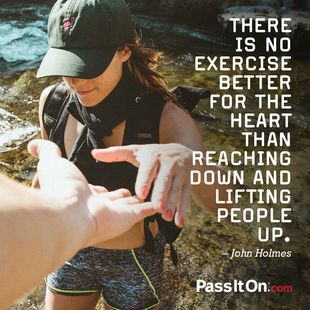 THERE
IS NO
EXERCISE
BETTER
FOR THE
HEART
THAN
REACHING
DOWN AND
LIFTING
PEOPLE
UP.
– John Holmes
PassItOn.com